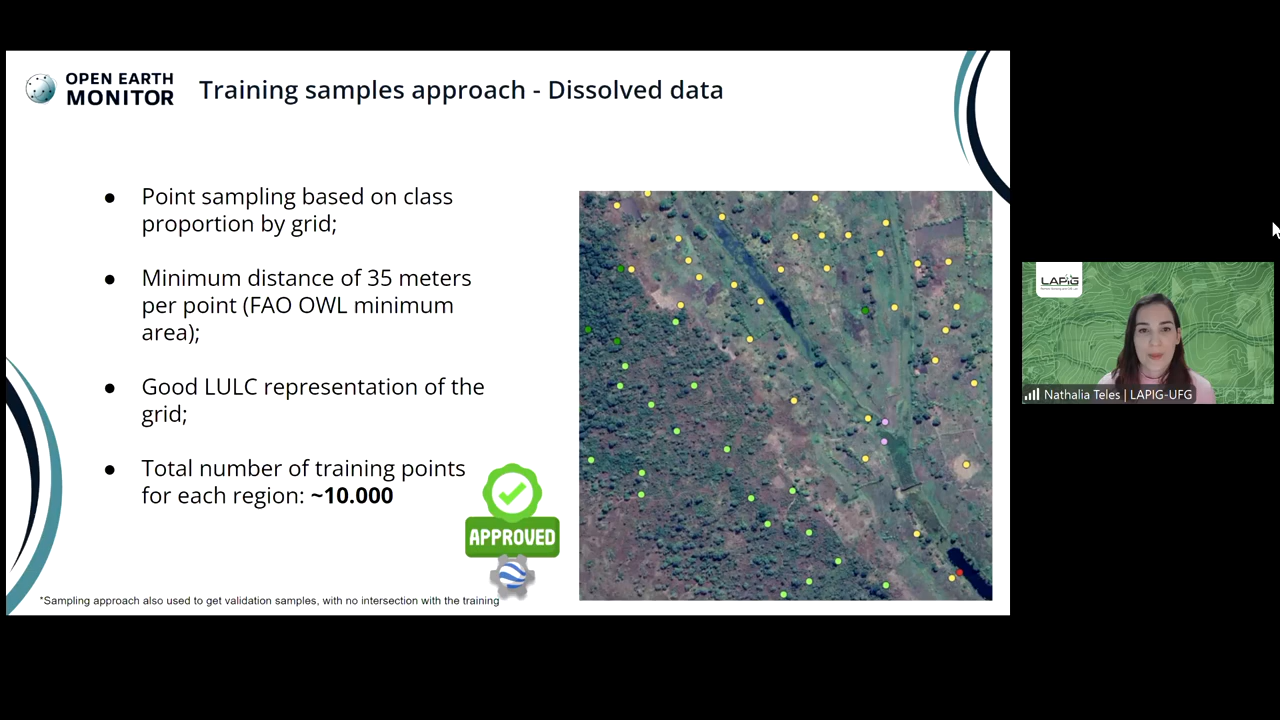 OPEN EARTH
MONITOR
Training samples approach - Dissolved data
● Point sampling based on class
proportion by grid;
● Minimum distance of 35 meters
per point (FAO OWL minimum
area);
● Good LULC representation of the
grid;
● Total number of training points
for each region: ~10.000
APPROVED
*Sampling approach also used to get validation samples, with no intersection with the training
LAPIG
Nathalia Teles | LAPIG-UFG